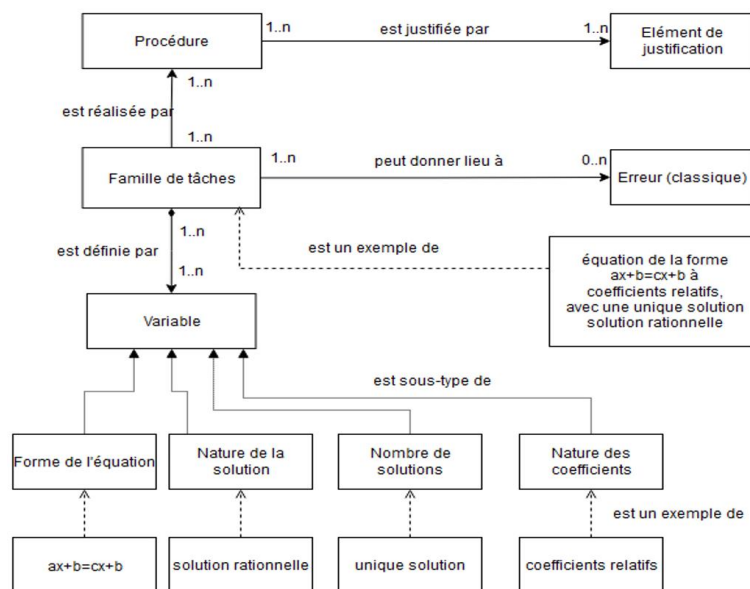 Procédure
1..n
est justifiée par
1..n
Elément de
justification
1..n
est réalisée par
1..n
Famille de tâches
1..n
peut donner lieu à
0..n
Erreur (classique)
1..n
est définie par
1..n
est un exemple de
équation de la forme
ax+b=cx+b à
coefficients relatifs,
avec une unique solution
solution rationnelle
Variable
est sous-type de
Forme de l'équation
Nature de la
solution
Nombre de
solutions
Nature des
coefficients
est un exemple de
ax+b=cx+b
solution rationnelle
unique solution
coefficients relatifs